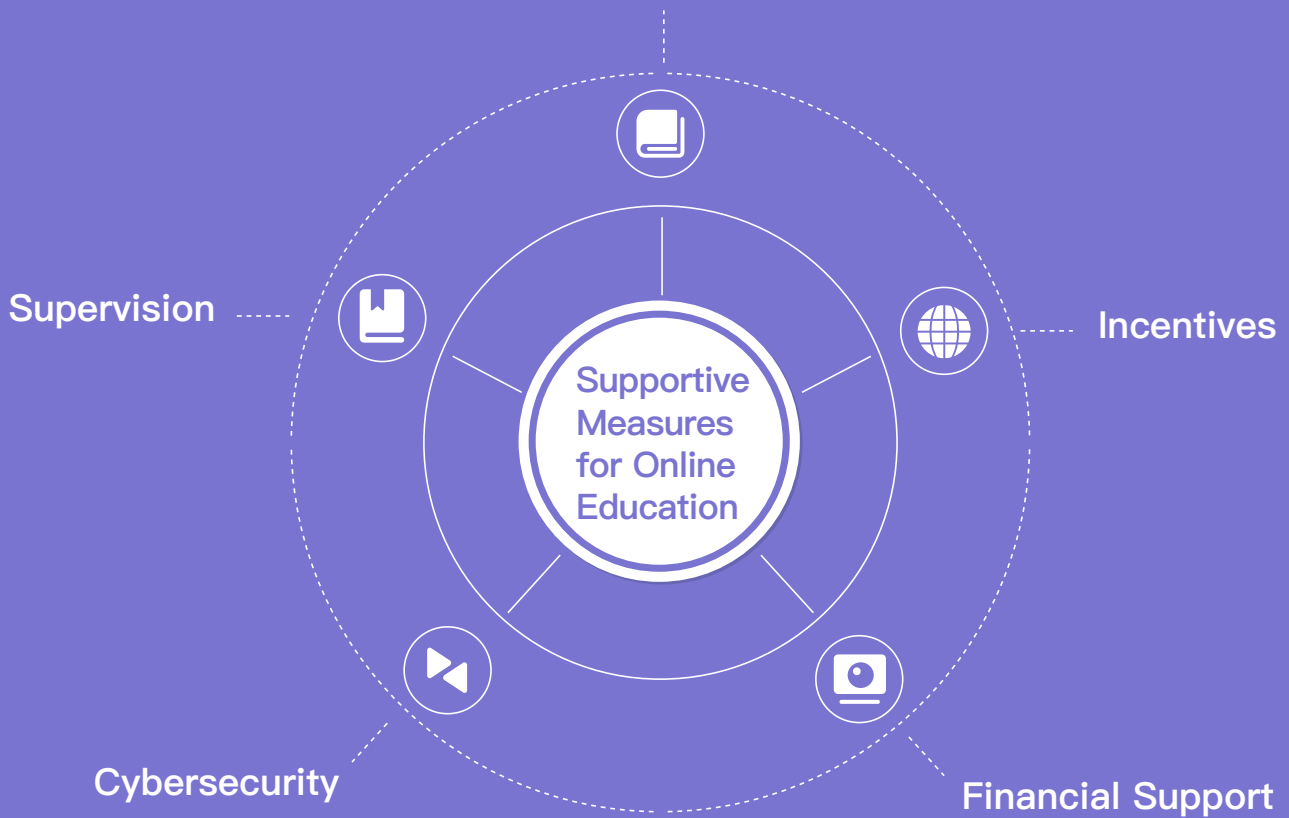 Supervision
Incentives
Supportive
Measures
for Online
Education
Cybersecurity
Financial Support